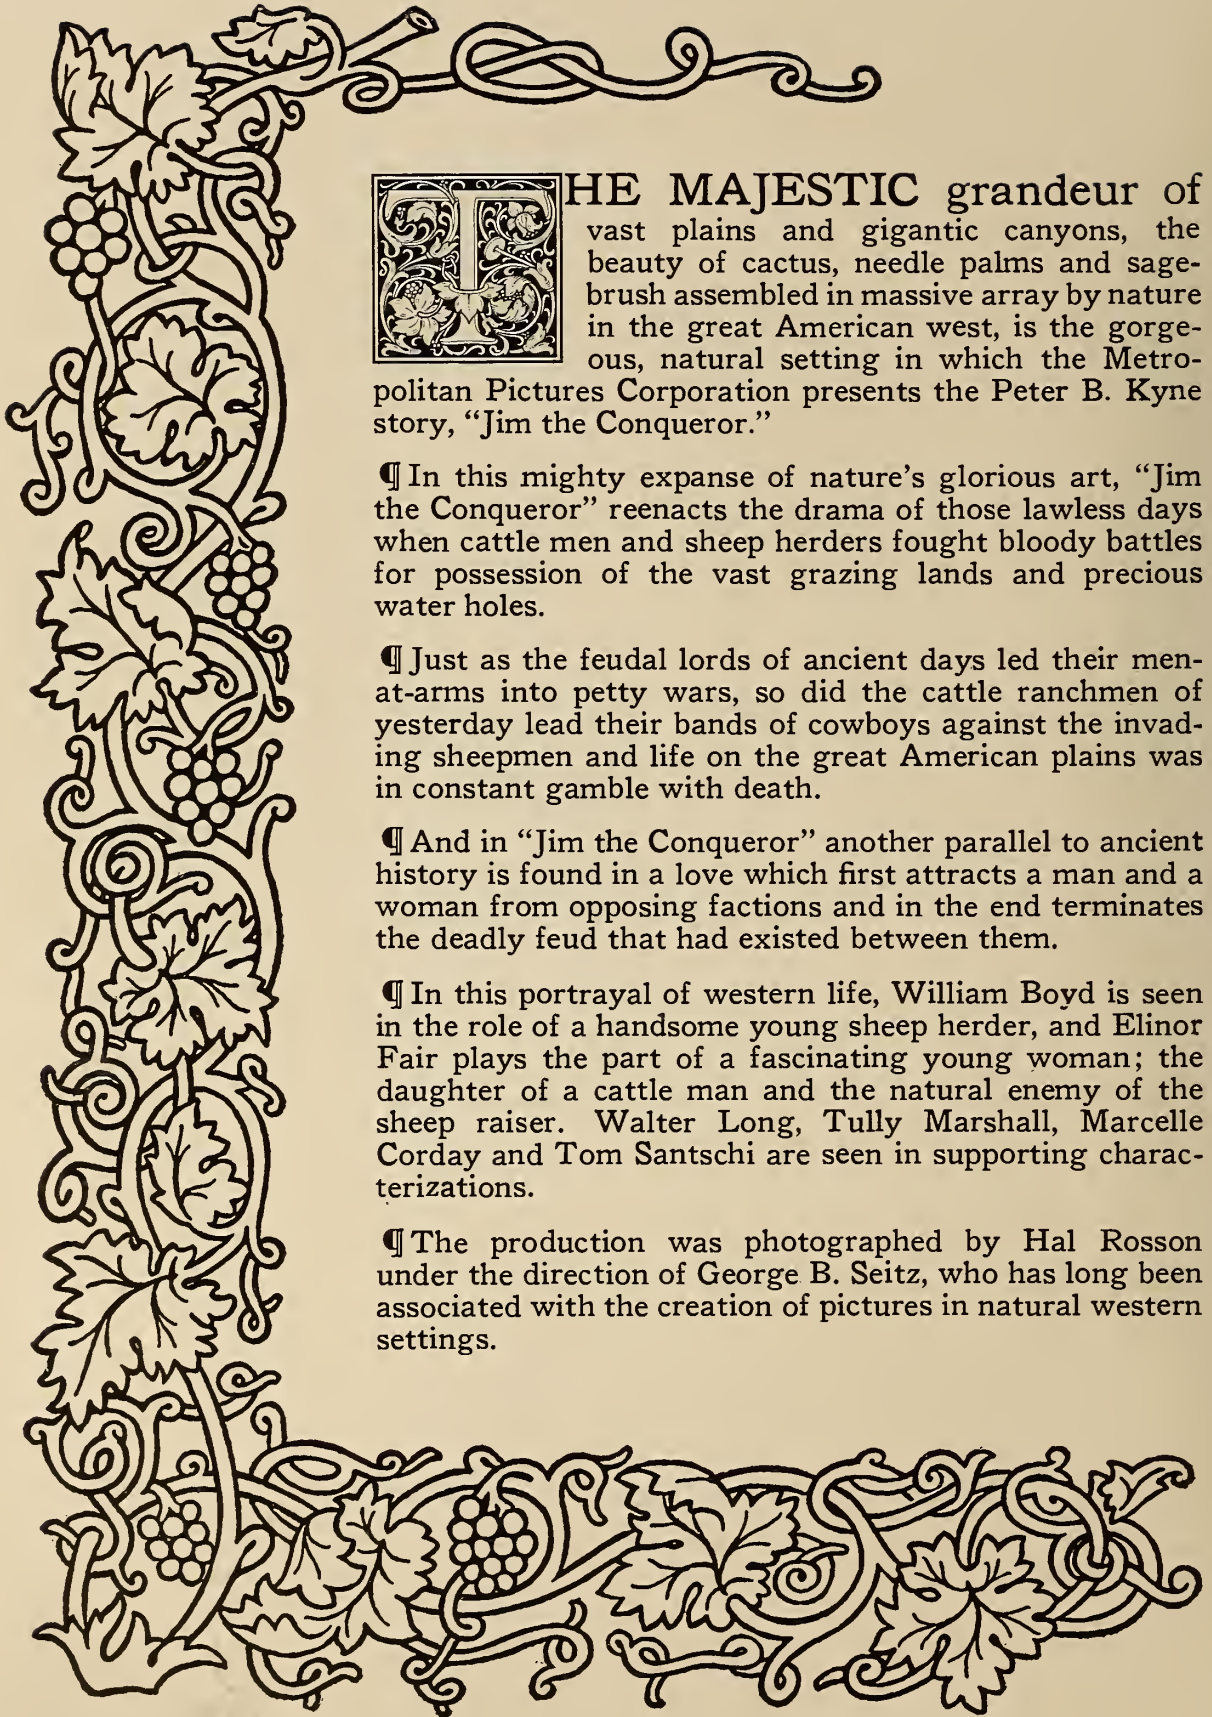 THE MAJESTIC grandeur of
vast plains and gigantic canyons, the
beauty of cactus, needle palms and sage-
brush assembled in massive array by nature
in the great American west, is the gorge-
ous, natural setting in which the Metro-
politan Pictures Corporation presents the Peter B. Kyne
story, “Jim the Conqueror.”
¶ In this mighty expanse of nature’s glorious art, “Jim
the Conqueror” reenacts the drama of those lawless days
when cattle men and sheep herders fought bloody battles
for possession of the vast grazing lands and precious
water holes.
¶ Just as the feudal lords of ancient days led their men-
at-arms into petty wars, so did the cattle ranchmen of
yesterday lead their bands of cowboys against the invad-
ing sheepmen and life on the great American plains was
in constant gamble with death.
¶ And in “Jim the Conqueror” another parallel to ancient
history is found in a love which first attracts a man and a
woman from opposing factions and in the end terminates
the deadly feud that had existed between them.
¶ In this portrayal of western life, William Boyd is seen
in the role of a handsome young sheep herder, and Elinor
Fair plays the part of a fascinating young woman; the
daughter of a cattle man and the natural enemy of the
sheep raiser. Walter Long, Tully Marshall, Marcelle
Corday and Tom Santschi are seen in supporting charac-
terizations.
¶ The production was photographed by Hal Rosson
under the direction of George B. Seitz, who has long been
associated with the creation of pictures in natural western
settings.